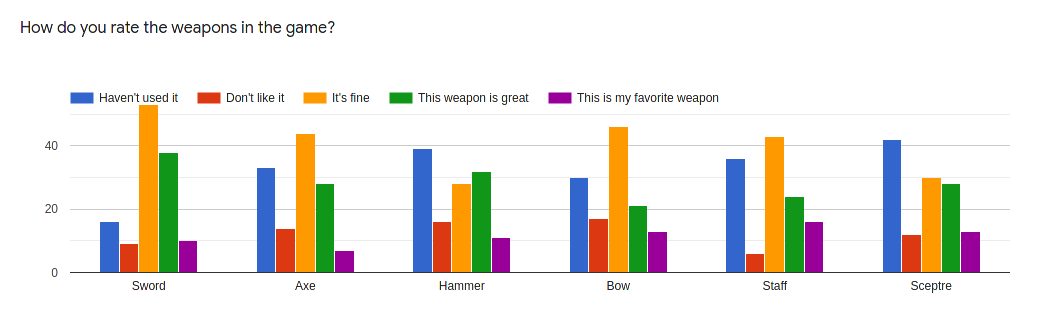 How do you rate the weapons in the game?
Haven't used it Don't like it It's fine This weapon is great This is my favorite weapon
40
20
0
Sword Axe Hammer Bow Staff Sceptre